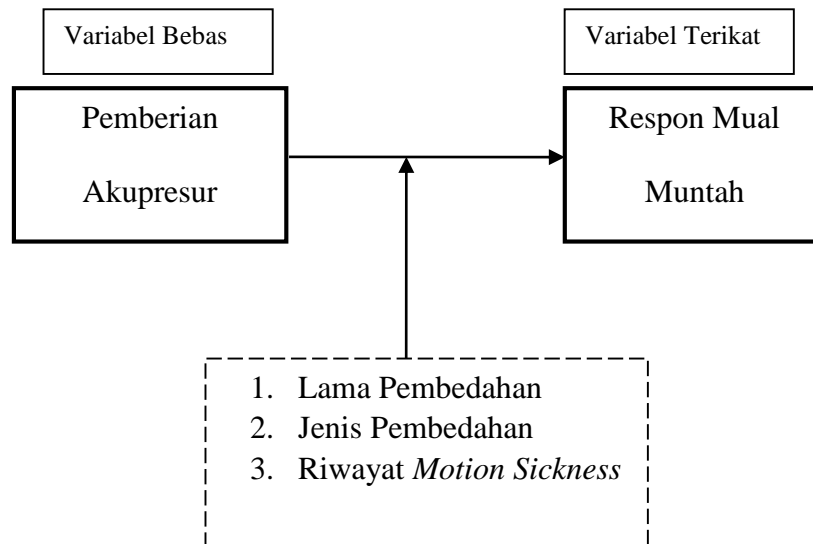 Variabel Bebas
Variabel Terikat
Pemberian
Akupresur
Respon Mual
Muntah
1. Lama Pembedahan
2. Jenis Pembedahan
3. Riwayat Motion Sickness